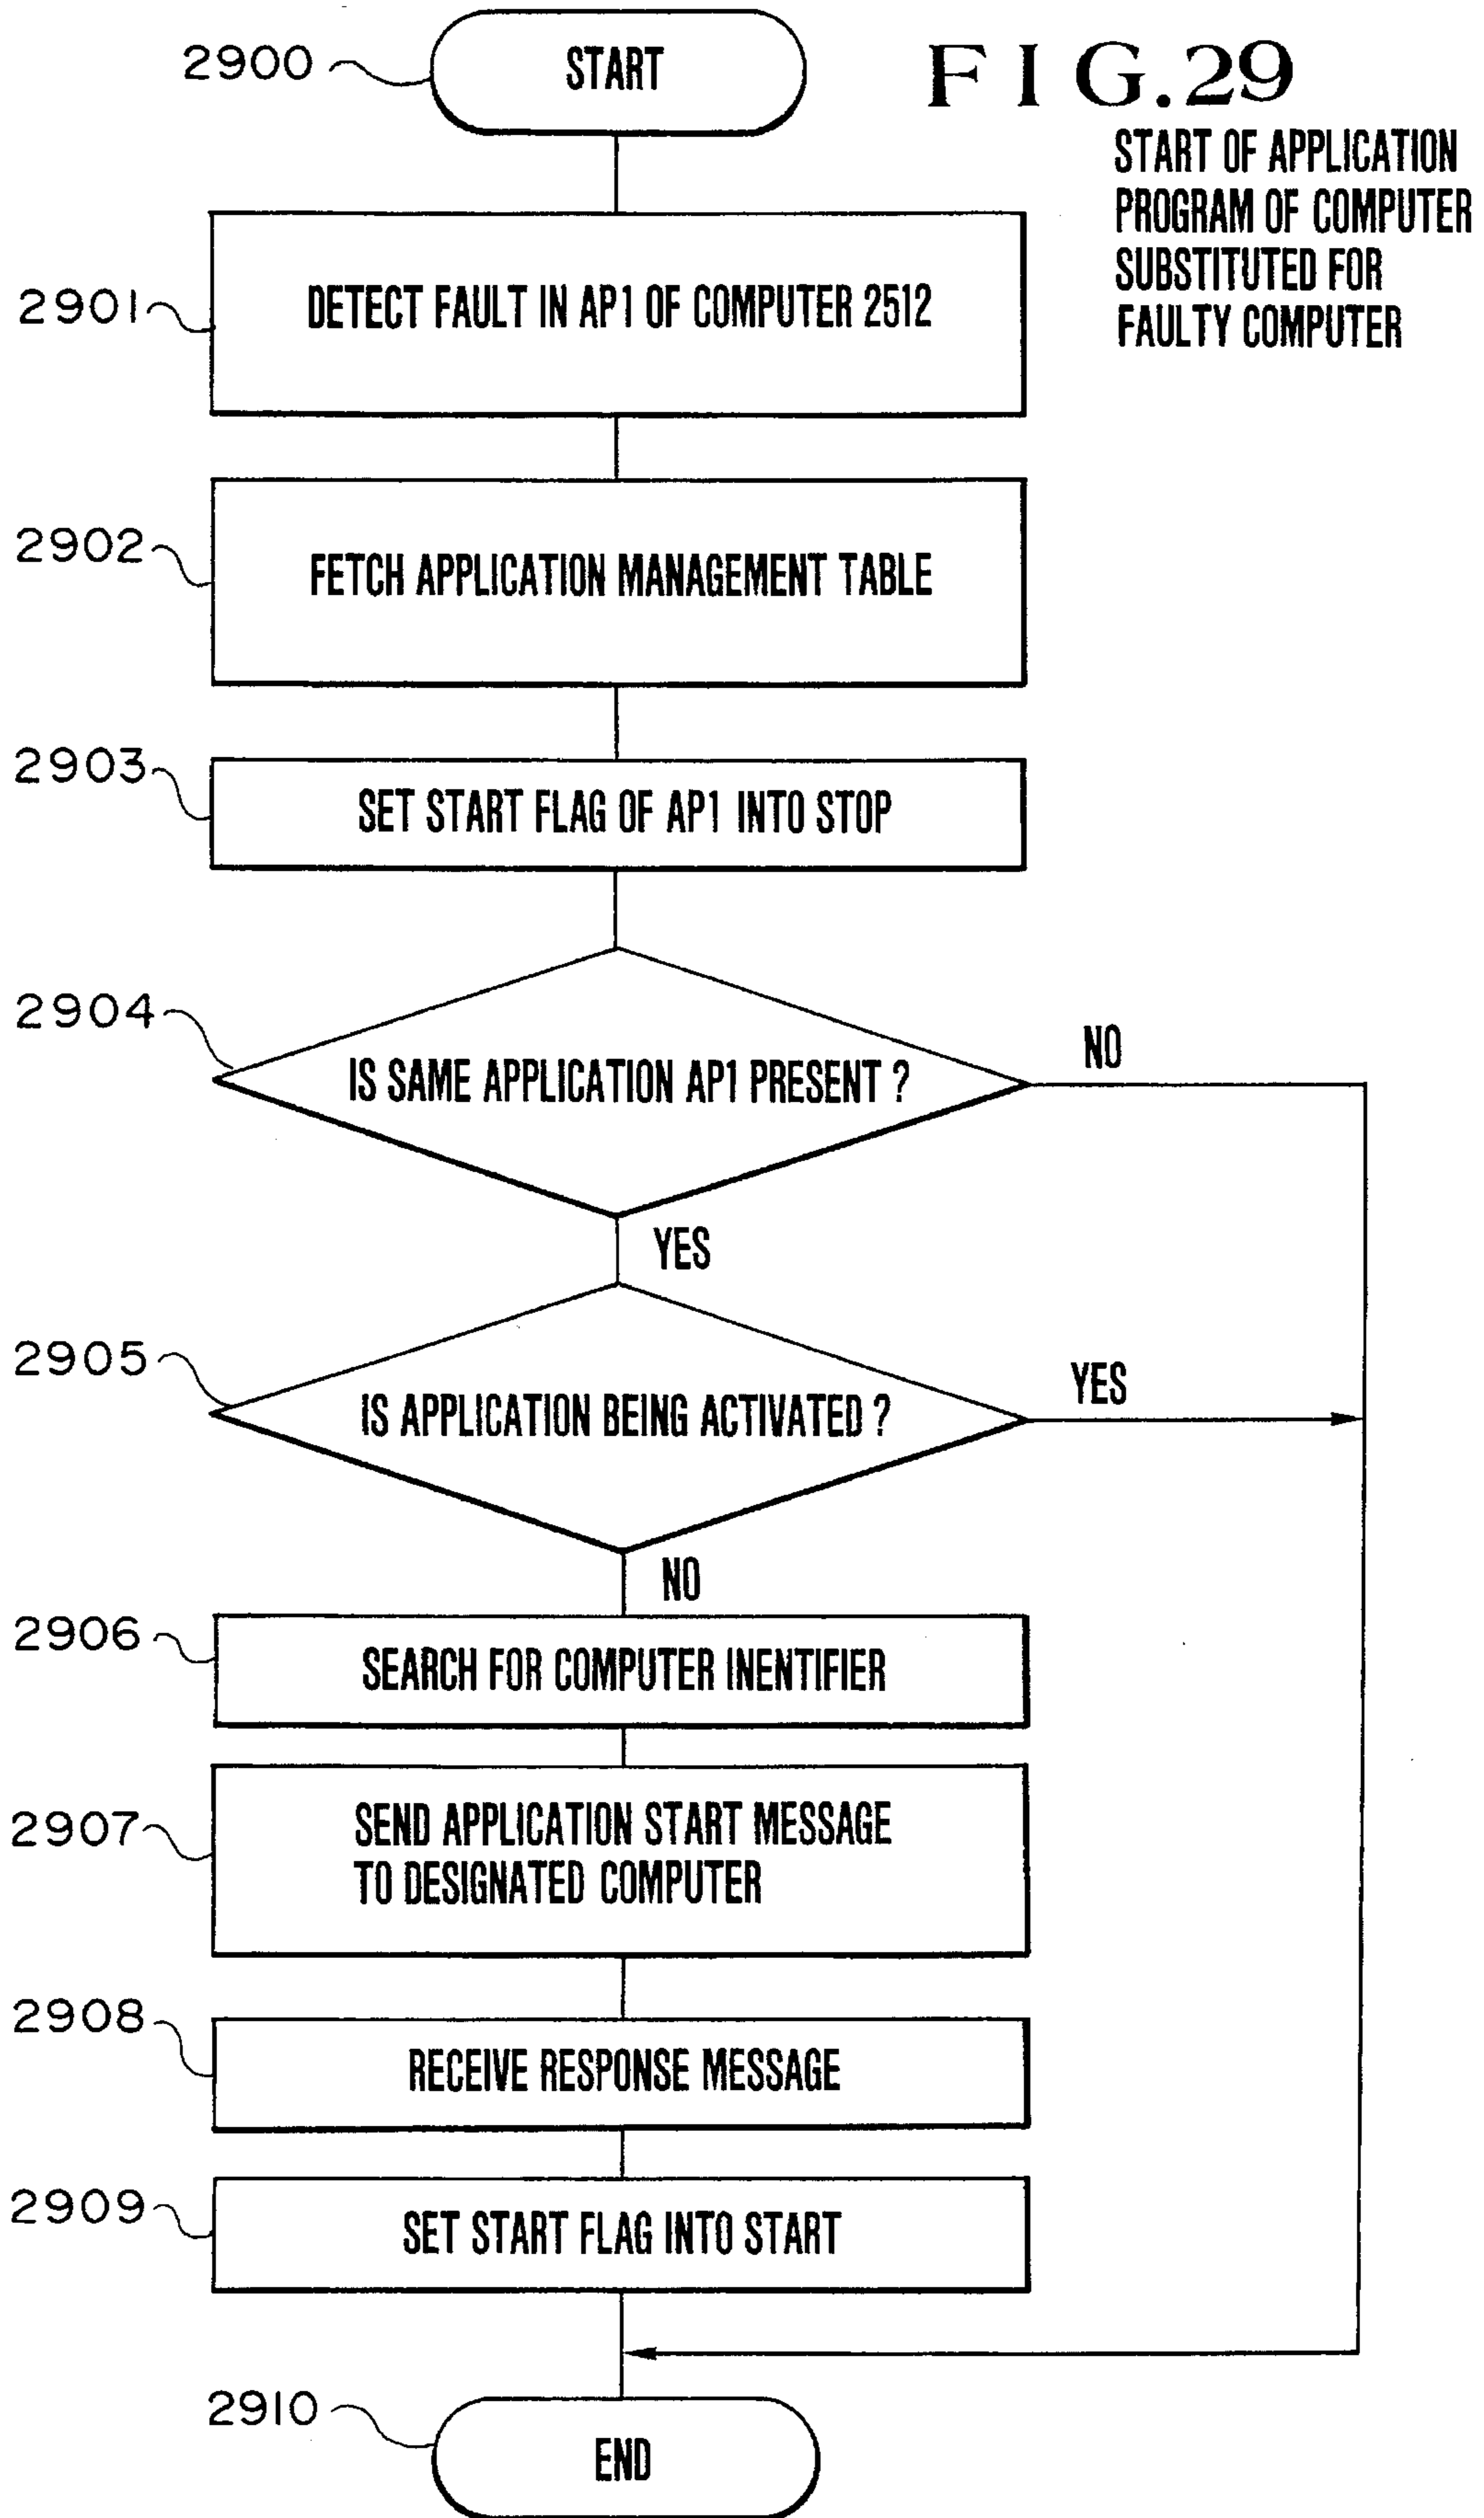 2900
START
FIG.29
START OF APPLICATION
PROGRAM OF COMPUTER
SUBSTITUTED FOR
FAULTY COMPUTER
2901
DETECT FAULT IN AP1 OF COMPUTER 2512
2902
FETCH APPLICATION MANAGEMENT TABLE
2903
SET START FLAG OF AP1 INTO STOP
2904
IS SAME APPLICATION AP1 PRESENT ?
NO
YES
2905
IS APPLICATION BEING ACTIVATED ?
YES
NO
2906
SEARCH FOR COMPUTER INENTIFIER
2907
SEND APPLICATION START MESSAGE
TO DESIGNATED COMPUTER
2908
RECEIVE RESPONSE MESSAGE
2909
SET START FLAG INTO START
2910
END